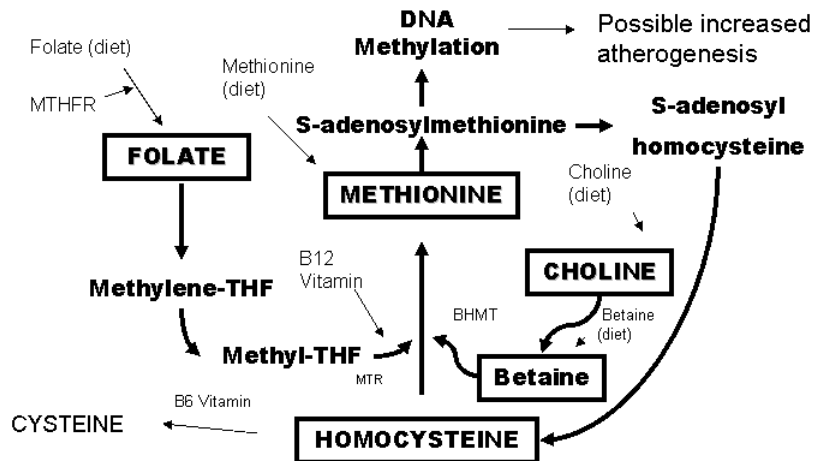 DNA
Methylation
Possible increased
atherogenesis
Folate (diet)
MTHFR
Methionine
(diet)
S-adenosylmethionine
S-adenosyl
homocysteine
FOLATE
METHIONINE
Choline
(diet)
B12
Vitamin
CHOLINE
Methylene-THF
BHMT
Betaine
(diet)
Methyl-THF
MTR
Betaine
B6 Vitamin
CYSTEINE
HOMOCYSTEINE